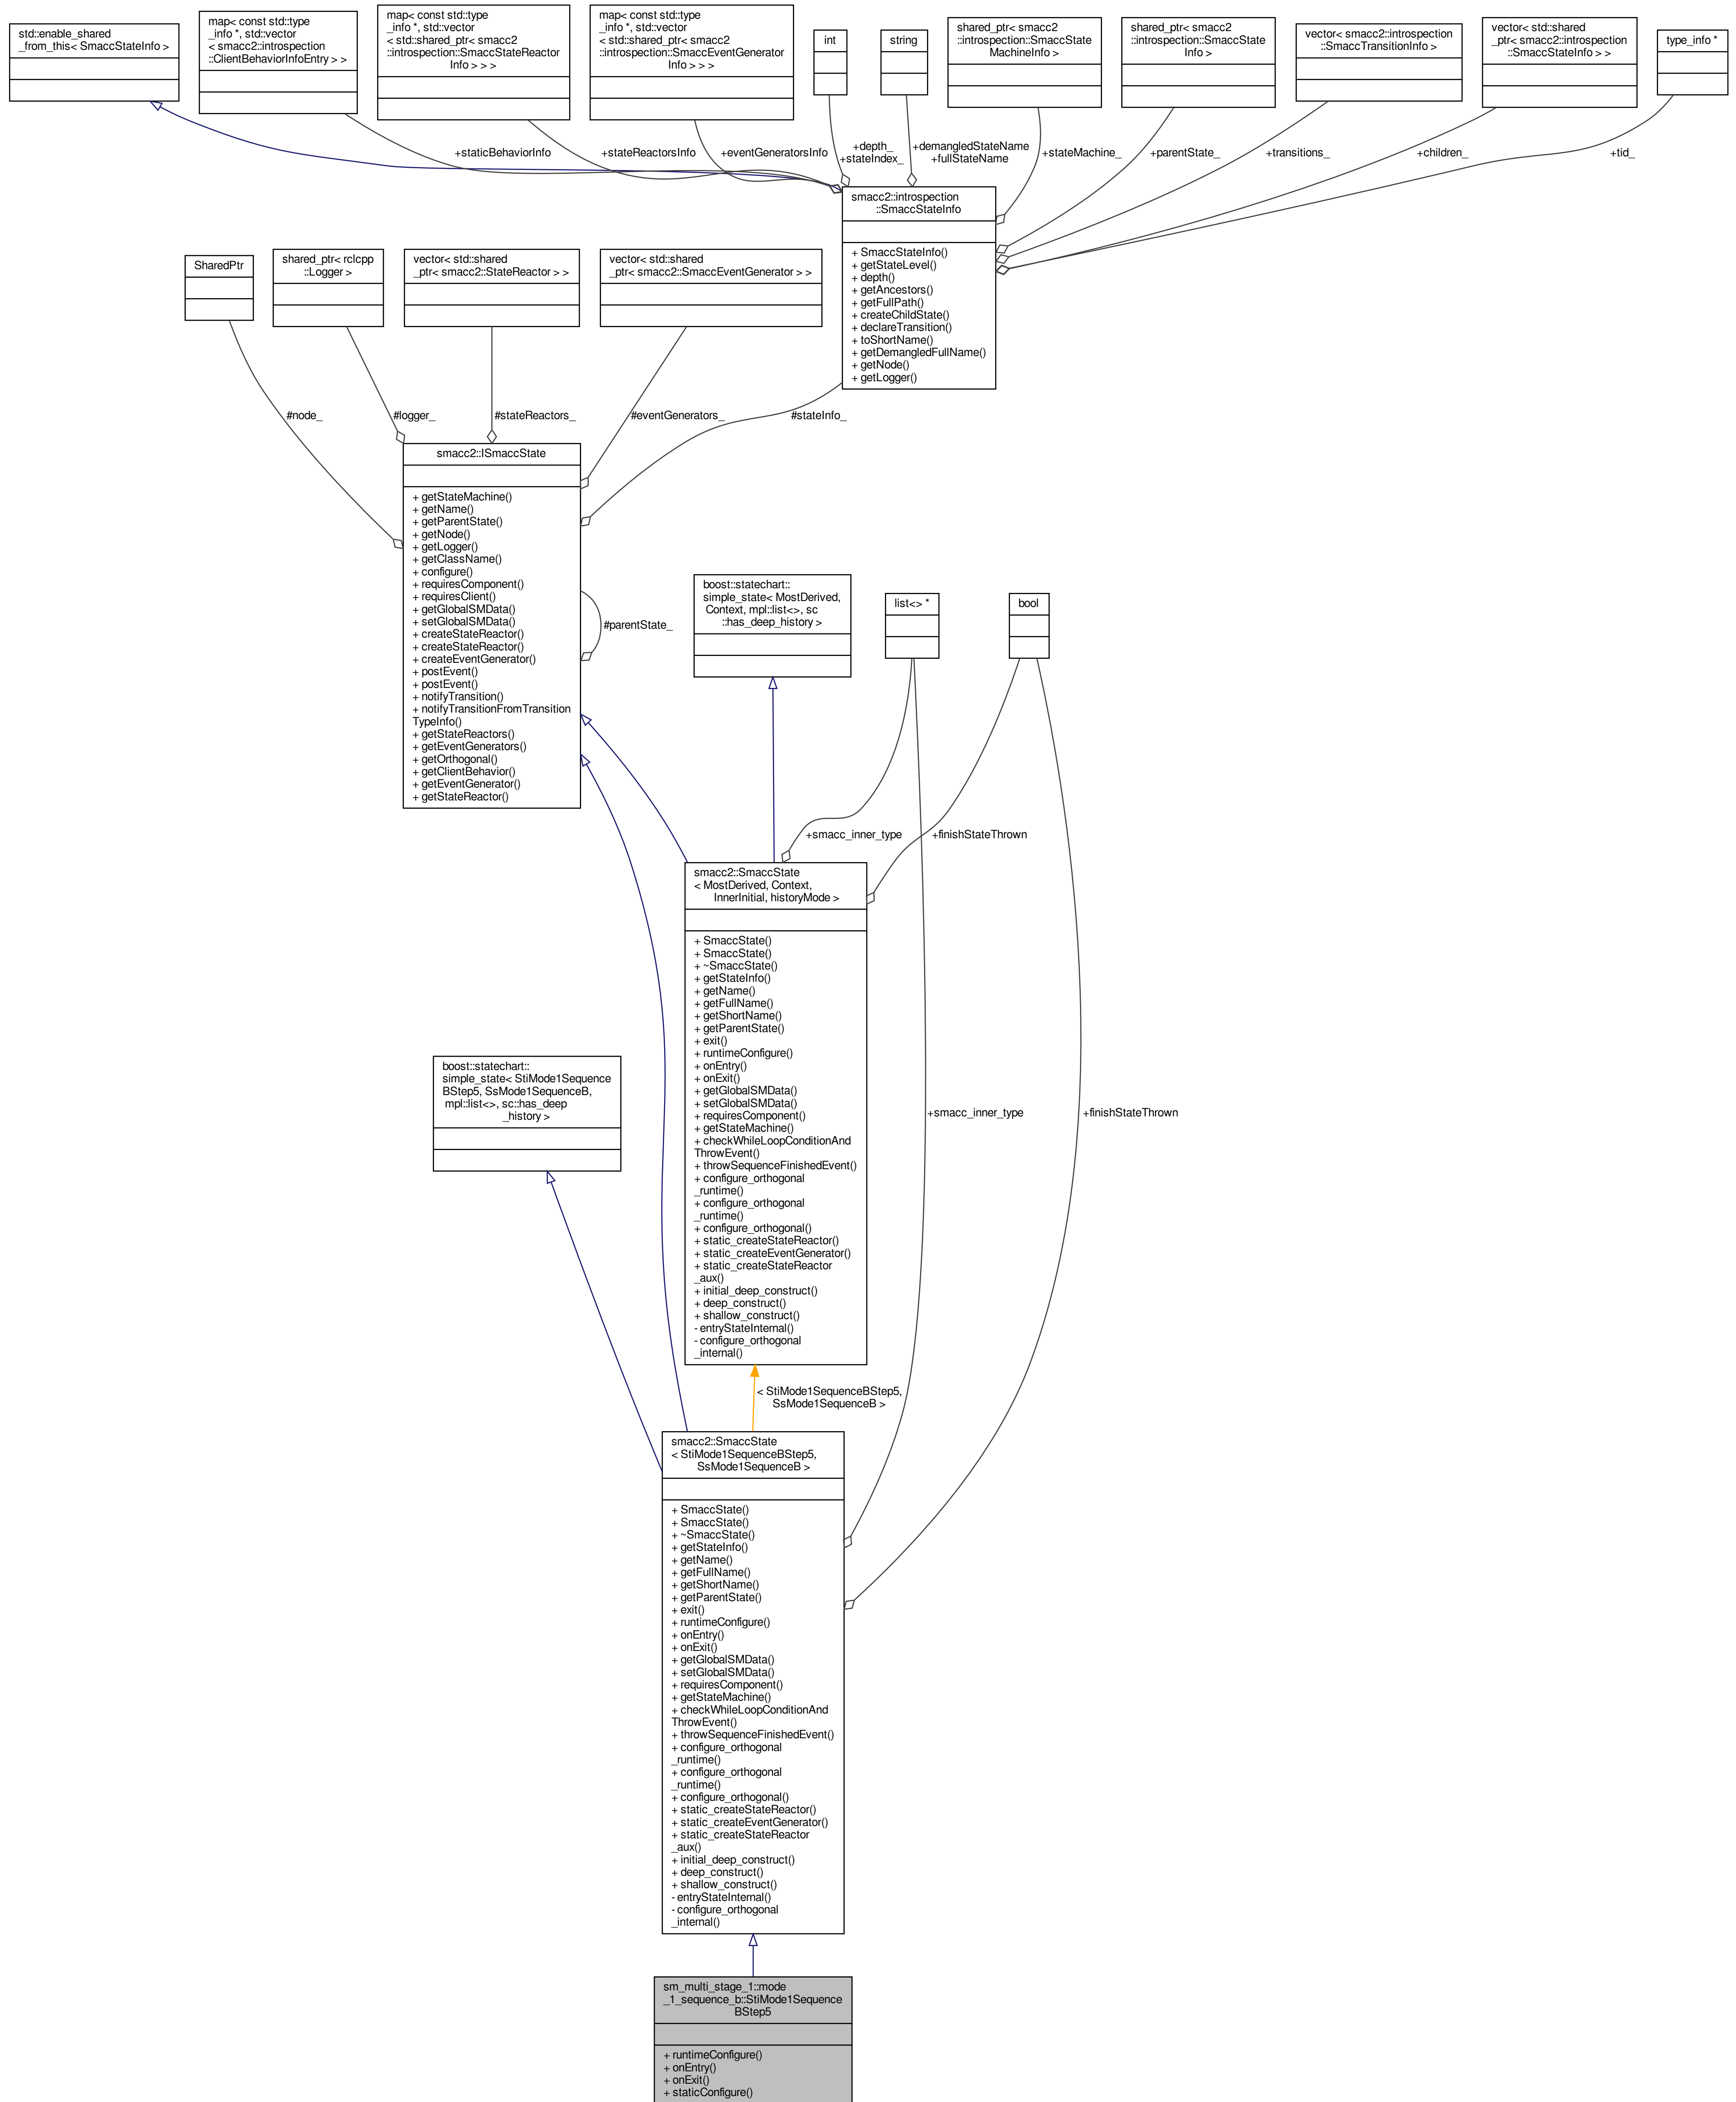 std::enable_shared
_from_this< SmaccStateInfo >
map< const std::type
_info *, std::vector
< smacc2::introspection
::ClientBehaviorInfoEntry > >
map< const std::type
_info *, std::vector
< std::shared_ptr< smacc2
::introspection::SmaccStateReactor
Info > > >
map< const std::type
_info *, std::vector
< std::shared_ptr< smacc2
::introspection::SmaccEventGenerator
Info > > >
int
string
shared_ptr< smacc2
::introspection::SmaccState
MachineInfo >
shared_ptr< smacc2
::introspection::SmaccState
Info >
vector< smacc2::introspection
::SmaccTransitionInfo >
vector< std::shared
_ptr< smacc2::introspection
::SmaccStateInfo > >
type_info *
+staticBehaviorInfo
+stateReactorsInfo
+eventGeneratorsInfo
+depth_
+stateIndex_
+demangledStateName
+fullStateName
+stateMachine_
+parentState_
+transitions_
+children_
+tid_
smacc2::introspection
::SmaccStateInfo
+ SmaccStateInfo()
+ getStateLevel()
+ depth()
+ getAncestors()
+ getFullPath()
+ createChildState()
+ declareTransition()
+ toShortName()
+ getDemangledFullName()
+ getNode()
+ getLogger()
SharedPtr
shared_ptr< rclcpp
::Logger >
vector< std::shared
_ptr< smacc2::StateReactor > >
vector< std::shared
_ptr< smacc2::SmaccEventGenerator > >
#node_
#logger_
#stateReactors_
#eventGenerators_
#stateInfo_
smacc2::ISmaccState
+ getStateMachine()
+ getName()
+ getParentState()
+ getNode()
+ getLogger()
+ getClassName()
+ configure()
+ requiresComponent()
+ requiresClient()
+ getGlobalSMData()
+ setGlobalSMData()
+ createStateReactor()
+ createStateReactor()
+ createEventGenerator()
+ postEvent()
+ postEvent()
+ notifyTransition()
+ notifyTransitionFromTransition
TypeInfo()
+ getStateReactors()
+ getEventGenerators()
+ getOrthogonal()
+ getClientBehavior()
+ getEventGenerator()
+ getStateReactor()
#parentState_
boost::statechart::
simple_state< MostDerived,
Context, mpl::list<>, sc
::has_deep_history >
list<> *
bool
+smacc_inner_type
+finishStateThrown
smacc2::SmaccState
< MostDerived, Context,
InnerInitial, historyMode >
+ SmaccState()
+ SmaccState()
+ ~SmaccState()
+ getStateInfo()
+ getName()
+ getFullName()
+ getShortName()
+ getParentState()
+ exit()
+ runtimeConfigure()
+ onEntry()
+ onExit()
+ getGlobalSMData()
+ setGlobalSMData()
+ requiresComponent()
+ getStateMachine()
+ checkWhileLoopConditionAnd
ThrowEvent()
+ throwSequenceFinishedEvent()
+ configure_orthogonal
_runtime()
+ configure_orthogonal
_runtime()
+ configure_orthogonal()
+ static_createStateReactor()
+ static_createEventGenerator()
+ static_createStateReactor
_aux()
+ initial_deep_construct()
+ deep_construct()
+ shallow_construct()
- entryStateInternal()
- configure_orthogonal
_internal()
boost::statechart::
simple_state< StiMode1Sequence
BStep5, SsMode1SequenceB,
mpl::list<>, sc::has_deep
_history >
+smacc_inner_type
+finishStateThrown
< StiMode1SequenceBStep5,
SsMode1SequenceB >
smacc2::SmaccState
< StiMode1SequenceBStep5,
SsMode1SequenceB >
+ SmaccState()
+ SmaccState()
+ ~SmaccState()
+ getStateInfo()
+ getName()
+ getFullName()
+ getShortName()
+ getParentState()
+ exit()
+ runtimeConfigure()
+ onEntry()
+ onExit()
+ getGlobalSMData()
+ setGlobalSMData()
+ requiresComponent()
+ getStateMachine()
+ checkWhileLoopConditionAnd
ThrowEvent()
+ throwSequenceFinishedEvent()
+ configure_orthogonal
_runtime()
+ configure_orthogonal
_runtime()
+ configure_orthogonal()
+ static_createStateReactor()
+ static_createEventGenerator()
+ static_createStateReactor
_aux()
+ initial_deep_construct()
+ deep_construct()
+ shallow_construct()
- entryStateInternal()
- configure_orthogonal
_internal()
sm_multi_stage_1::mode
_1_sequence_b::StiMode1Sequence
BStep5
+ runtimeConfigure()
+ onEntry()
+ onExit()
+ staticConfigure()